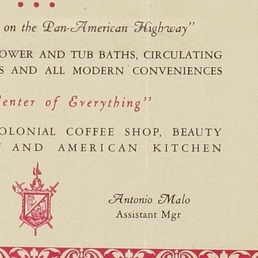 on the Pan-American Highway"
OWER AND TUB BATHS, CIRCULATING
S AND ALL MODERN CONVENIENCES
enter of Everything"
OLONIAL COFFEE SHOP, BEAUTY
AND AMERICAN KITCHEN
Antonio Malo
Assistant Mgr